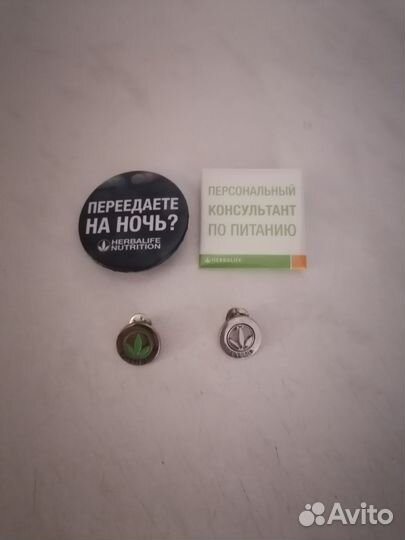 ПЕРЕЕДАЕТЕ
НА НОЧЬ?
HERBALIFE
NUTRITION
ПЕРСОНАЛЬНЫЙ
КОНСУЛЬТАНТ
ПО ПИТАНИЮ
HERBALIFE
Avito